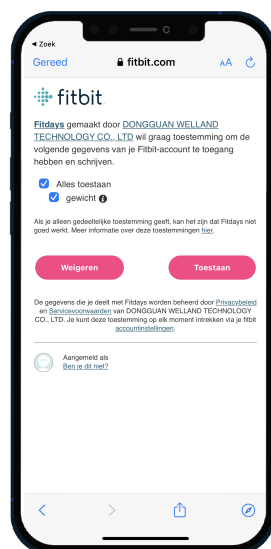 ◀ Zoek
Gereed
fitbit.com
AA
fitbit
Fitdays gemaakt door DONGGUAN WELLAND
TECHNOLOGY CO., LTD wil graag toestemming om de
volgende gegevens van je Fitbit-account te toegang
hebben en schrijven.
Alles toestaan
gewicht
Als je alleen gedeeltelijke toestemming geeft, kan het zijn dat Fitdays niet
goed werkt. Meer informatie over deze toestemmingen hier.
Weigeren
Toestaan
De gegevens die je deelt met Fitdays worden beheerd door Privacybeleid
en Servicevoorwaarden van DONGGUAN WELLAND TECHNOLOGY
CO., LTD. Je kunt deze toestemming op elk moment intrekken via je fitbit
accountinstellingen.
Aangemeld als
Ben je dit niet?